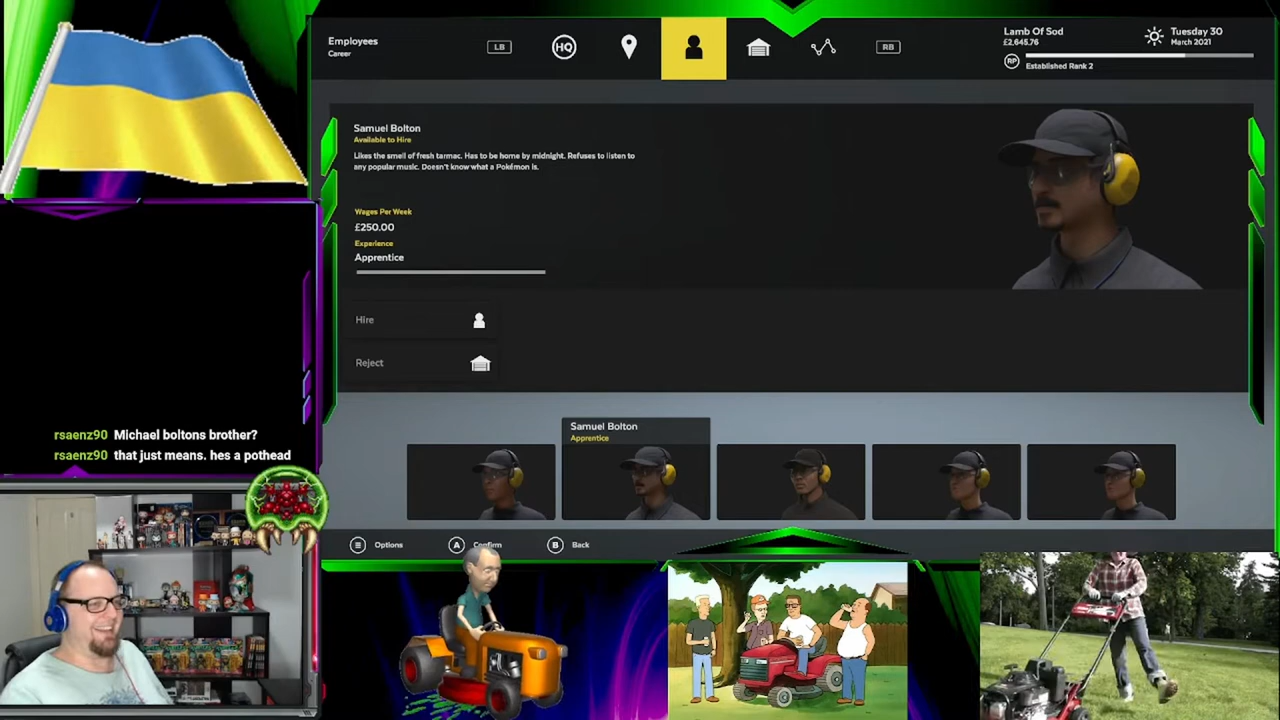 Employees
Career
LB
HQ
RB
Lamb Of Sod
£2,645.76
Tuesday 30
March 2021
RP
Established Rank 2
Samuel Bolton
Available to Hire
Likes the smell of fresh tarmac. Has to be home by midnight. Refuses to listen to
any popular music. Doesn't know what a Pokémon is.
Wages Per Week
£250.00
Experience
Apprentice
Hire
Reject
Samuel Bolton
Apprentice
Options
A
Confirm
B
Back
rsaenz90 Michael boltons brother?
rsaenz90 that just means. hes a pothead